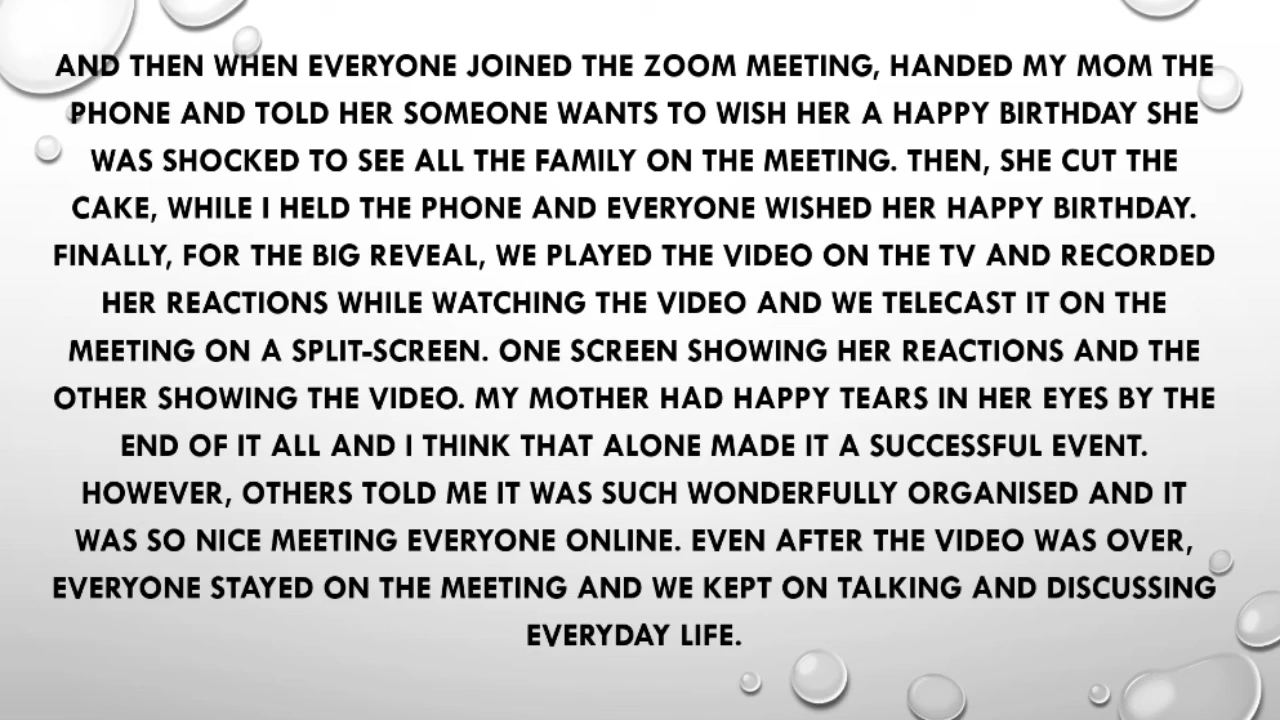 AND THEN WHEN EVERYONE JOINED THE ZOOM MEETING, HANDED MY MOM THE
PHONE AND TOLD HER SOMEONE WANTS TO WISH HER A HAPPY BIRTHDAY SHE
WAS SHOCKED TO SEE ALL THE FAMILY ON THE MEETING. THEN, SHE CUT THE
CAKE, WHILE I HELD THE PHONE AND EVERYONE WISHED HER HAPPY BIRTHDAY.
FINALLY, FOR THE BIG REVEAL, WE PLAYED THE VIDEO ON THE TV AND RECORDED
HER REACTIONS WHILE WATCHING THE VIDEO AND WE TELECAST IT ON THE
MEETING ON A SPLIT-SCREEN. ONE SCREEN SHOWING HER REACTIONS AND THE
OTHER SHOWING THE VIDEO. MY MOTHER HAD HAPPY TEARS IN HER EYES BY THE
END OF IT ALL AND I THINK THAT ALONE MADE IT A SUCCESSFUL EVENT.
HOWEVER, OTHERS TOLD ME IT WAS SUCH WONDERFULLY ORGANISED AND IT
WAS SO NICE MEETING EVERYONE ONLINE. EVEN AFTER THE VIDEO WAS OVER,
EVERYONE STAYED ON THE MEETING AND WE KEPT ON TALKING AND DISCUSSING
EVERYDAY LIFE.